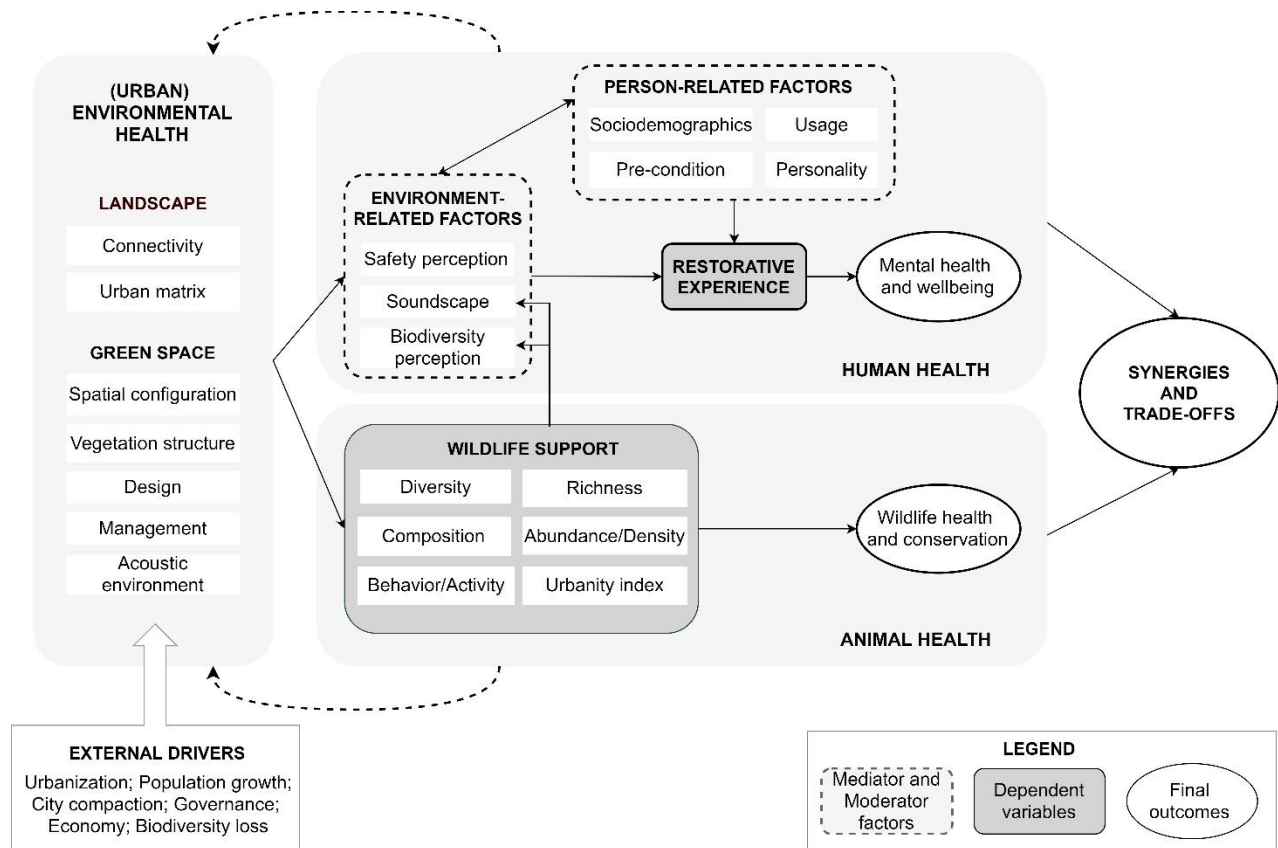 (URBAN)
ENVIRONMENTAL
HEALTH
LANDSCAPE
Connectivity
Urban matrix
GREEN SPACE
Spatial configuration
Vegetation structure
Design
Management
Acoustic
environment
EXTERNAL DRIVERS
Urbanization; Population growth;
City compaction; Governance;
Economy; Biodiversity loss
PERSON-RELATED FACTORS
Sociodemographics
Usage
Pre-condition
Personality
ENVIRONMENT-
RELATED FACTORS
Safety perception
Soundscape
Biodiversity
perception
RESTORATIVE
EXPERIENCE
Mental health
and wellbeing
HUMAN HEALTH
WILDLIFE SUPPORT
Diversity
Richness
Composition
Abundance/Density
Behavior/Activity
Urbanity index
Wildlife health
and conservation
ANIMAL HEALTH
SYNERGIES
AND
TRADE-OFFS
LEGEND
Mediator and
Moderator
factors
Dependent
variables
Final
outcomes